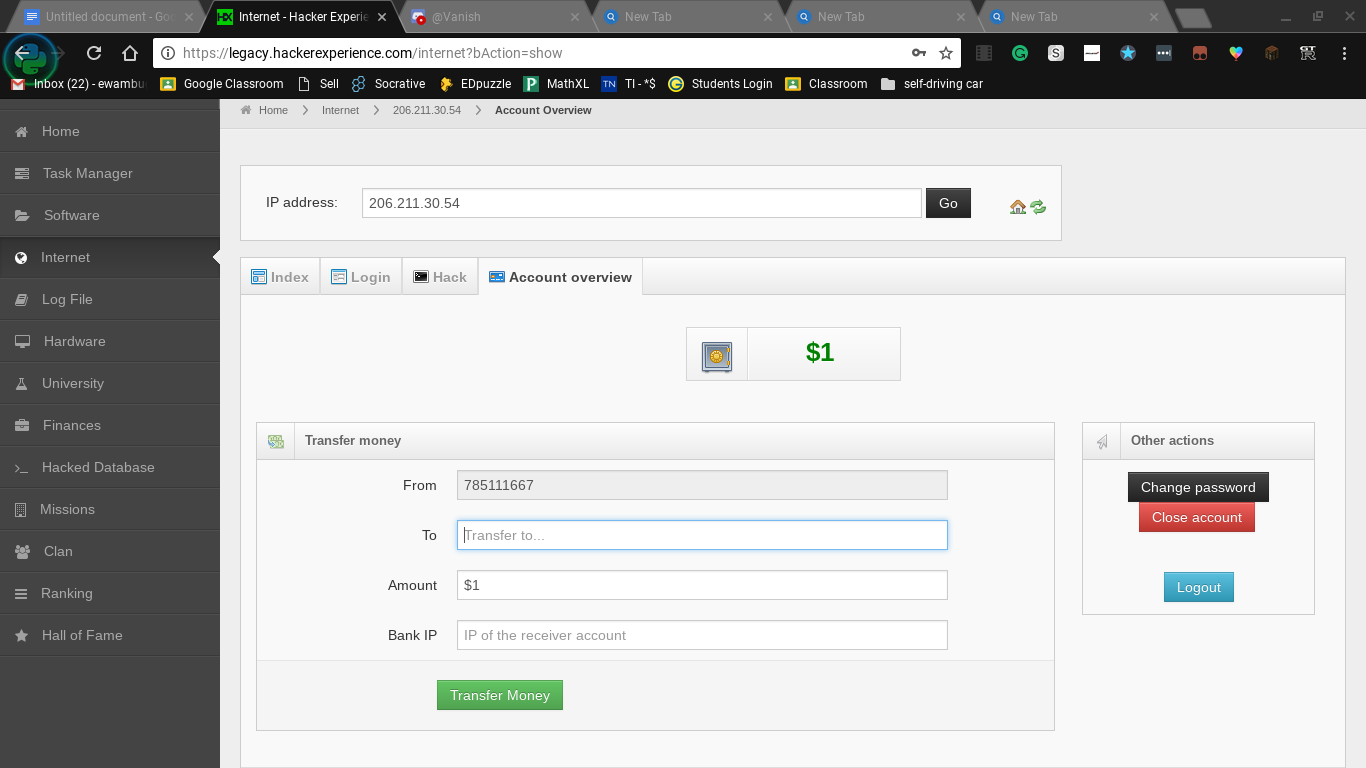 Untitled document - Goo
Internet - Hacker Experie
@Vanish
New Tab
New Tab
New Tab
https://legacy.hackerexperience.com/internet?bAction=show
Inbox (22) - ewambu
Google Classroom
Sell
Socrative
EDpuzzle
MathXL
TI - *$
Students Login
Classroom
self-driving car
Home
Internet
206.211.30.54
Account Overview
Home
Task Manager
Software
Internet
Log File
Hardware
University
Finances
Hacked Database
Missions
Clan
Ranking
Hall of Fame
IP address:
206.211.30.54
Go
Index
Login
Hack
Account overview
$1
Transfer money
From
785111667
To
Transfer to...
Amount
$1
Bank IP
IP of the receiver account
Transfer Money
Other actions
Change password
Close account
Logout